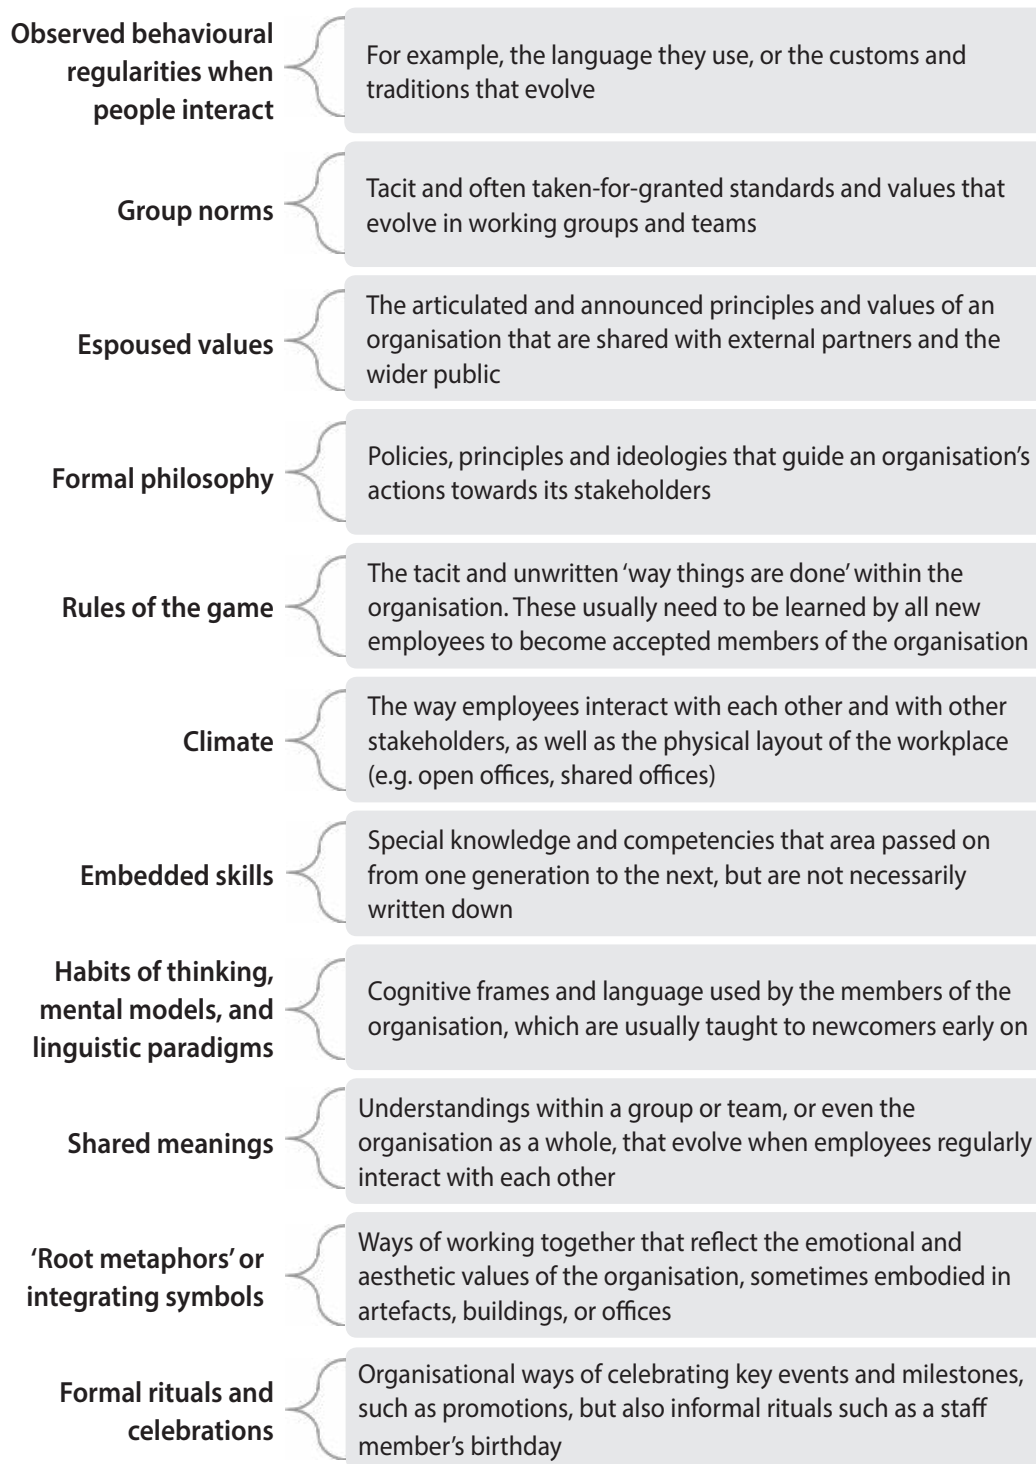 Observed behavioural
regularities when
people interact
For example, the language they use, or the customs and
traditions that evolve
Group norms
Tacit and often taken-for-granted standards and values that
evolve in working groups and teams
Espoused values
The articulated and announced principles and values of an
organisation that are shared with external partners and the
wider public
Formal philosophy
Policies, principles and ideologies that guide an organisation's
actions towards its stakeholders
Rules of the game
The tacit and unwritten 'way things are done' within the
organisation. These usually need to be learned by all new
employees to become accepted members of the organisation
Climate
The way employees interact with each other and with other
stakeholders, as well as the physical layout of the workplace
(e.g. open offices, shared offices)
Embedded skills
Special knowledge and competencies that area passed on
from one generation to the next, but are not necessarily
written down
Habits of thinking,
mental models, and
linguistic paradigms
Cognitive frames and language used by the members of the
organisation, which are usually taught to newcomers early on
Shared meanings
Understandings within a group or team, or even the
organisation as a whole, that evolve when employees regularly
interact with each other
'Root metaphors' or
integrating symbols
Ways of working together that reflect the emotional and
aesthetic values of the organisation, sometimes embodied in
artefacts, buildings, or offices
Formal rituals and
celebrations
Organisational ways of celebrating key events and milestones,
such as promotions, but also informal rituals such as a staff
member's birthday